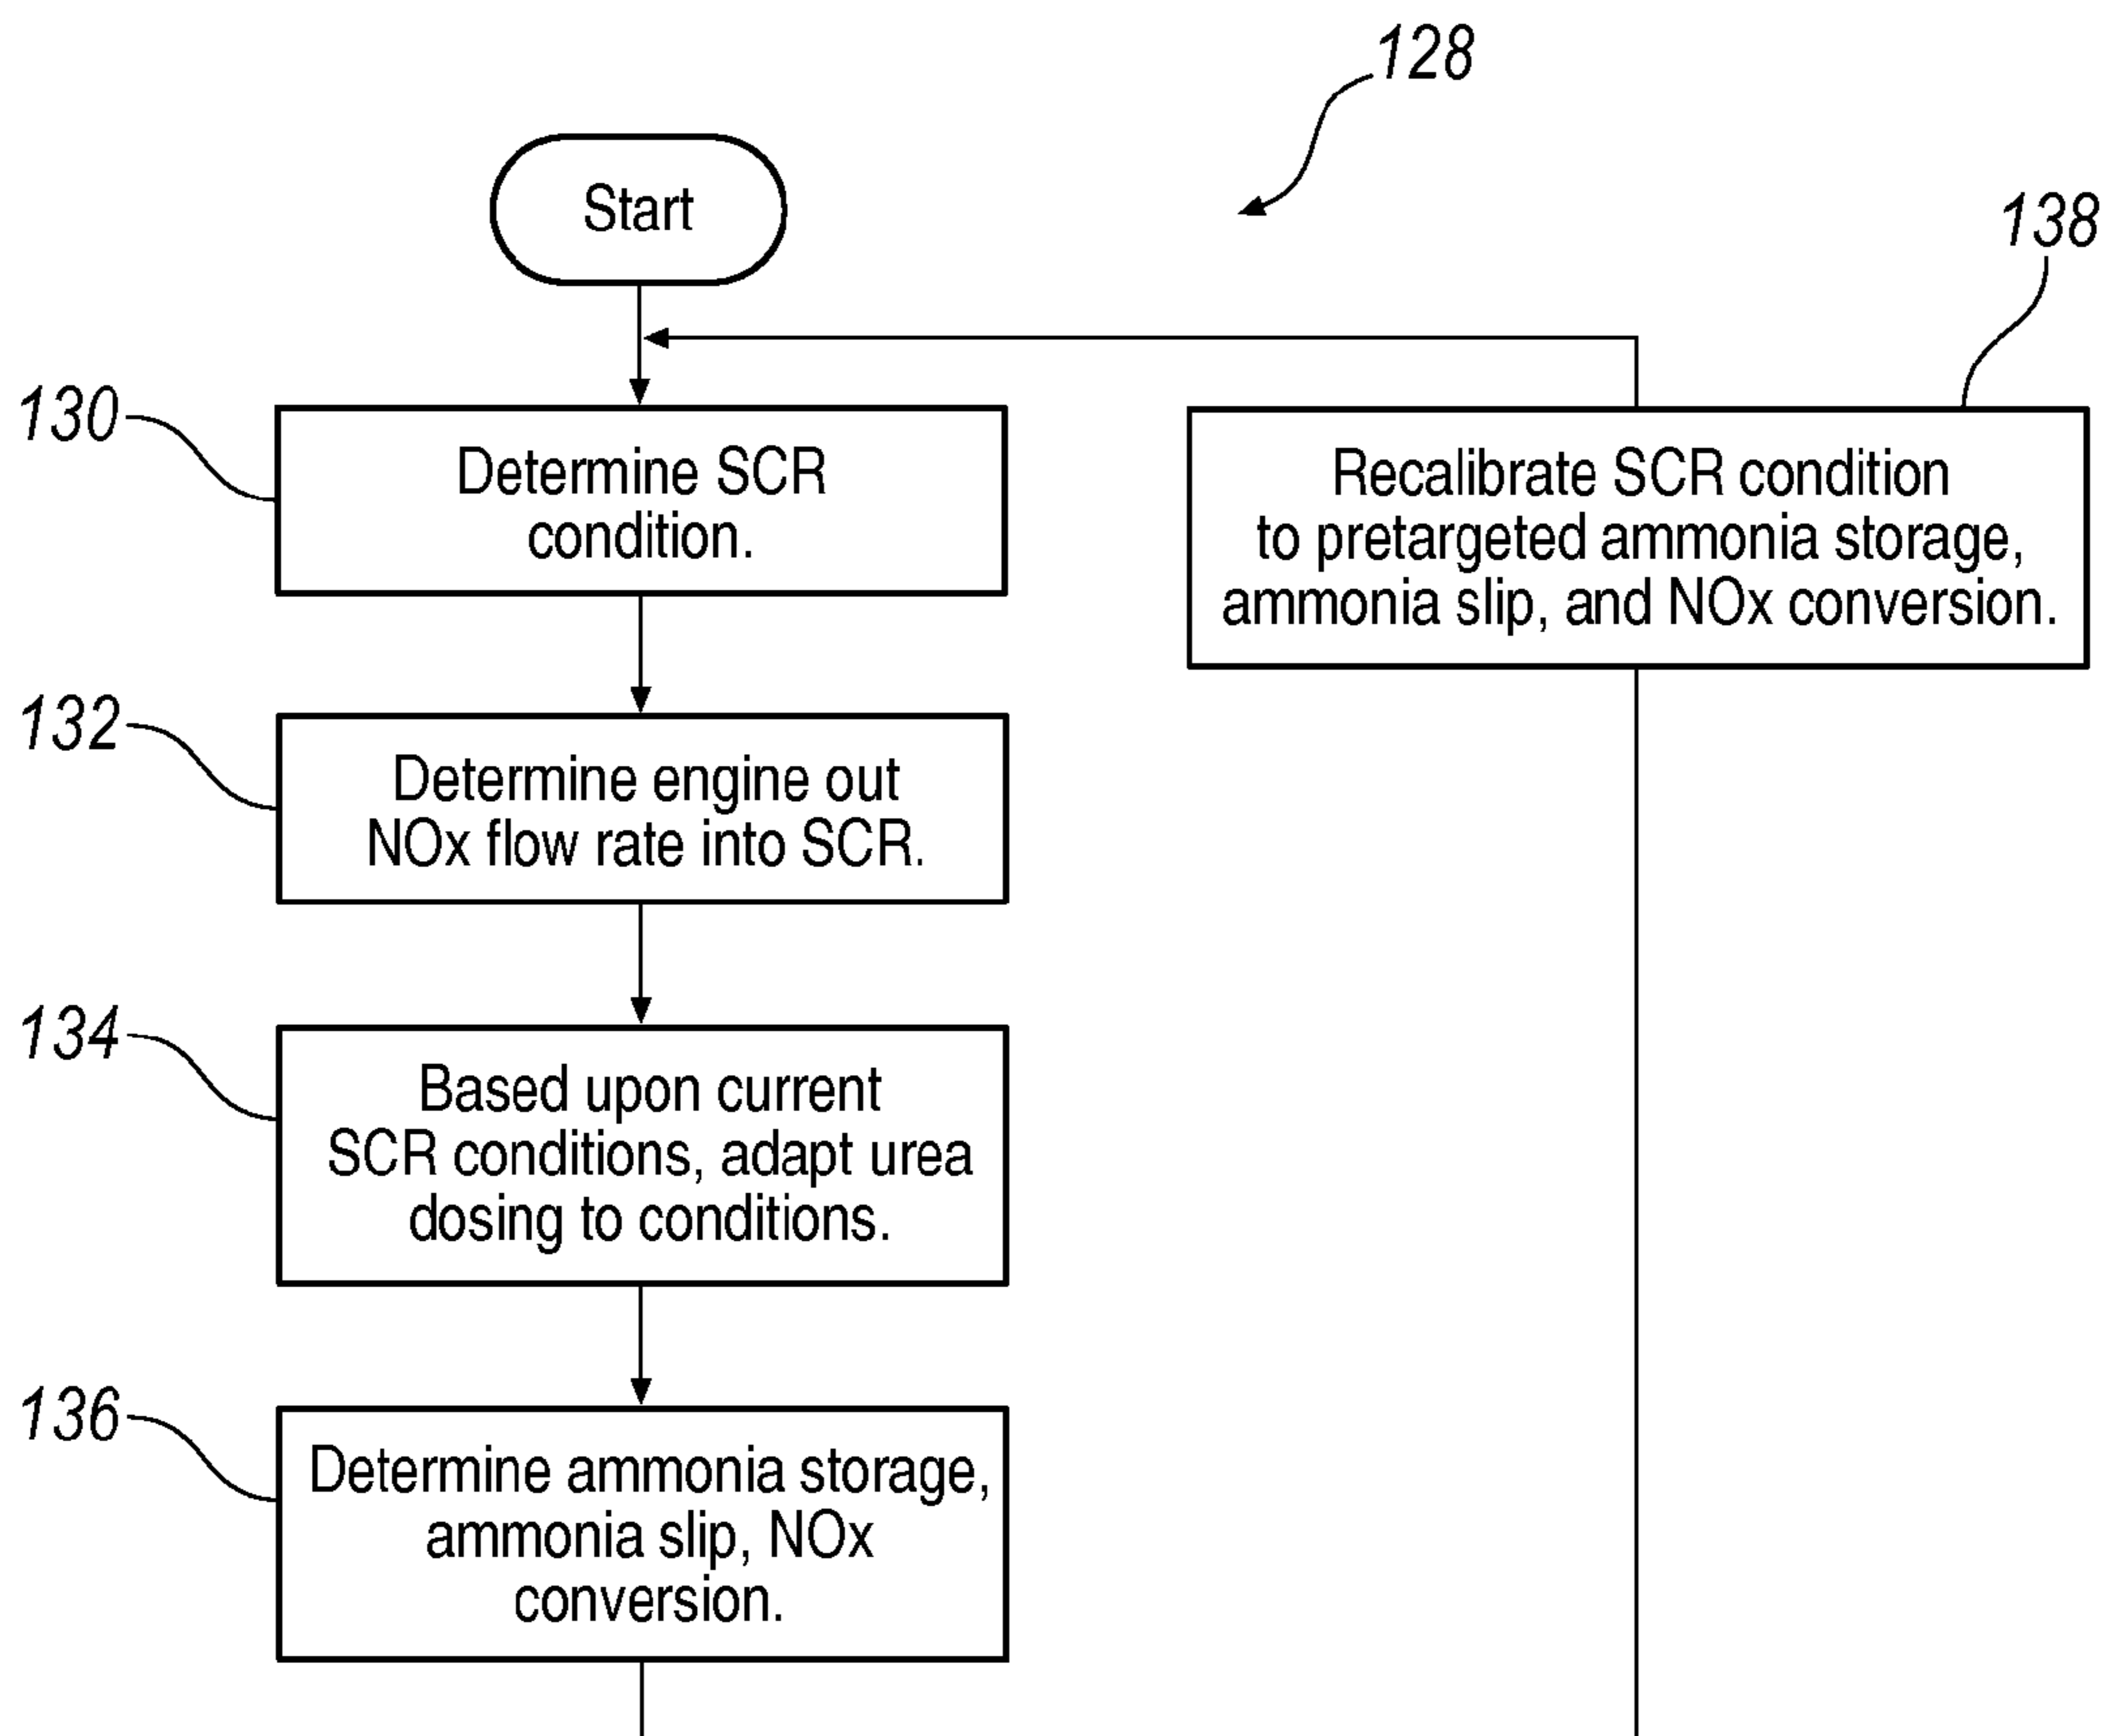 128
Start
138
130
Determine SCR
condition.
Recalibrate SCR condition
to pretargeted ammonia storage,
ammonia slip, and NOx conversion.
132
Determine engine out
NOx flow rate into SCR.
134
Based upon current
SCR conditions, adapt urea
dosing to conditions.
136
Determine ammonia storage,
ammonia slip, NOx
conversion.